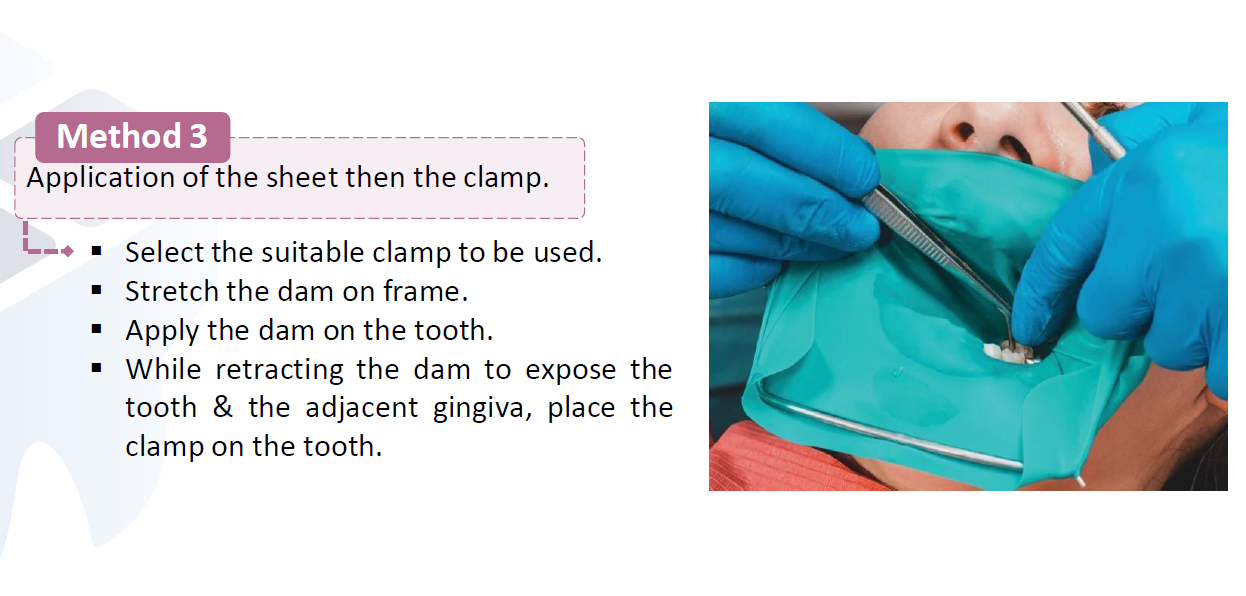 Method 3
Application of the sheet then the clamp.
▪ Select the suitable clamp to be used.
▪ Stretch the dam on frame.
▪ Apply the dam on the tooth.
▪ While retracting the dam to expose the
tooth & the adjacent gingiva, place the
clamp on the tooth.